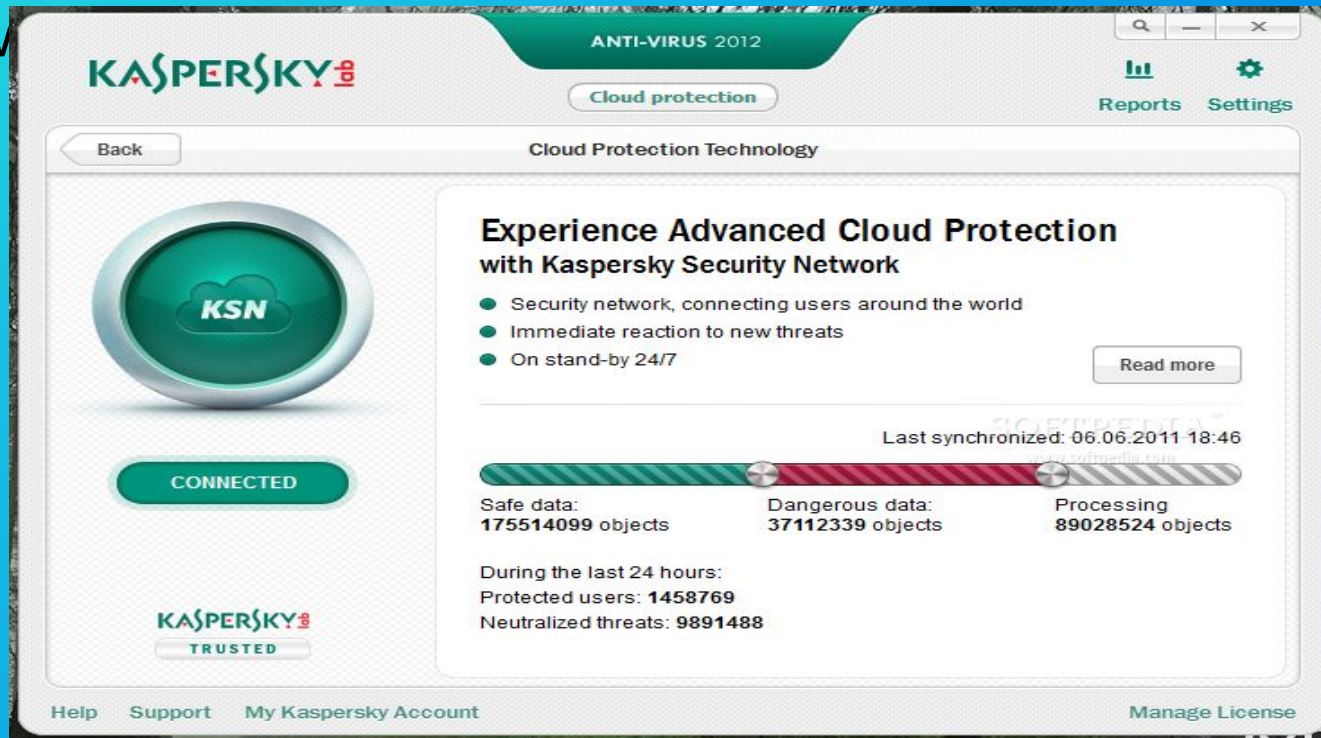 ANTI-VIRUS 2012
KASPERSKY lab
Cloud protection
Reports Settings
Back
Cloud Protection Technology
KSN
CONNECTED
KASPERSKY lab
TRUSTED
Experience Advanced Cloud Protection
with Kaspersky Security Network
Security network, connecting users around the world
Immediate reaction to new threats
On stand-by 24/7
Read more
SOFTPEDIA
www.softpedia.com
Last synchronized: 06.06.2011 18:46
Safe data:
175514099 objects
Dangerous data:
37112339 objects
Processing
89028524 objects
During the last 24 hours:
Protected users: 1458769
Neutralized threats: 9891488
Help Support My Kaspersky Account
Manage License